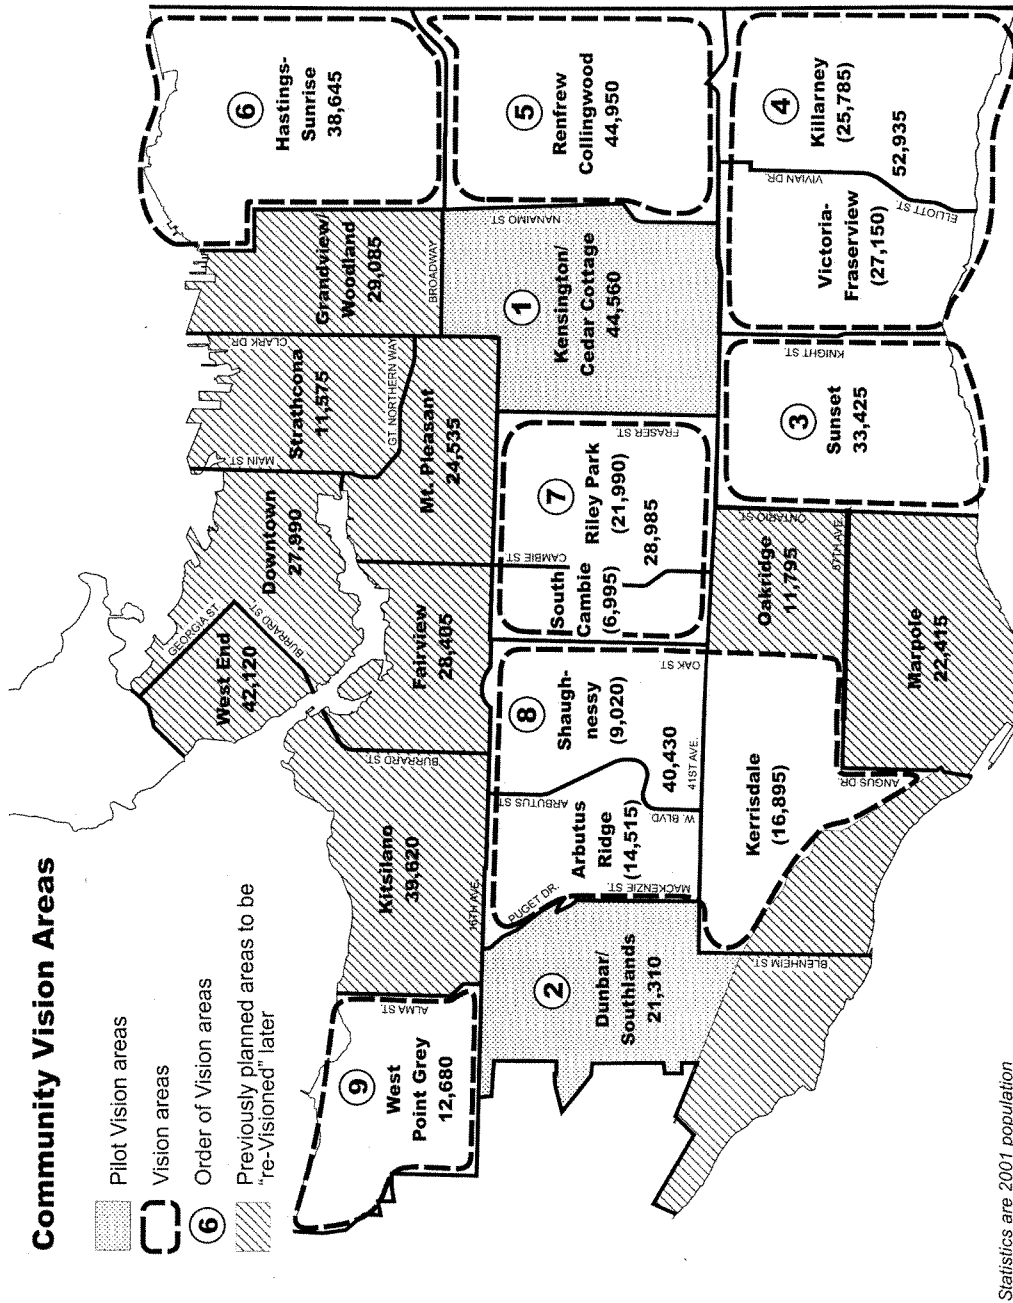 Community Vision Areas
Pilot Vision areas
Vision areas
6
Order of Vision areas
Previously planned areas to be
"re-Visioned" later
West End
42,120
GEORGIA ST.
BURRARD ST.
Downtown
27,990
MAIN ST.
Strathcona
11,575
CLARK DR.
GT. NORTHERN WAY
Grandview/
Woodland
29,085
BROADWAY
6
Hastings-
Sunrise
38,645
9
West
Point Grey
12,680
ALMA ST.
Kitsilano
39,620
16TH AVE.
BURRARD ST.
Fairview
28,405
Mt. Pleasant
24,535
2
Dunbar/
Southlands
21,310
PUGET DR.
MACKENZIE ST.
Arbutus
Ridge
(14,515)
ARBUTUS ST.
W. BLVD.
8
Shaugh-
nessy
(9,020)
40,430
41ST AVE.
OAK ST.
South
Cambie
(6,995)
CAMBIE ST.
7
Riley Park
(21,990)
28,985
FRASER ST.
1
Kensington/
Cedar Cottage
44,560
NANAIMO ST.
5
Renfrew
Collingwood
44,950
BLENHEIM ST.
Kerrisdale
(16,895)
ANGUS DR.
Oakridge
11,795
ONTARIO ST.
57TH AVE.
Marpole
22,415
3
Sunset
33,425
KNIGHT ST.
Victoria-
Fraserview
(27,150)
VIVIAN DR.
ELLIOTT ST.
4
Killarney
(25,785)
52,935
Statistics are 2001 population